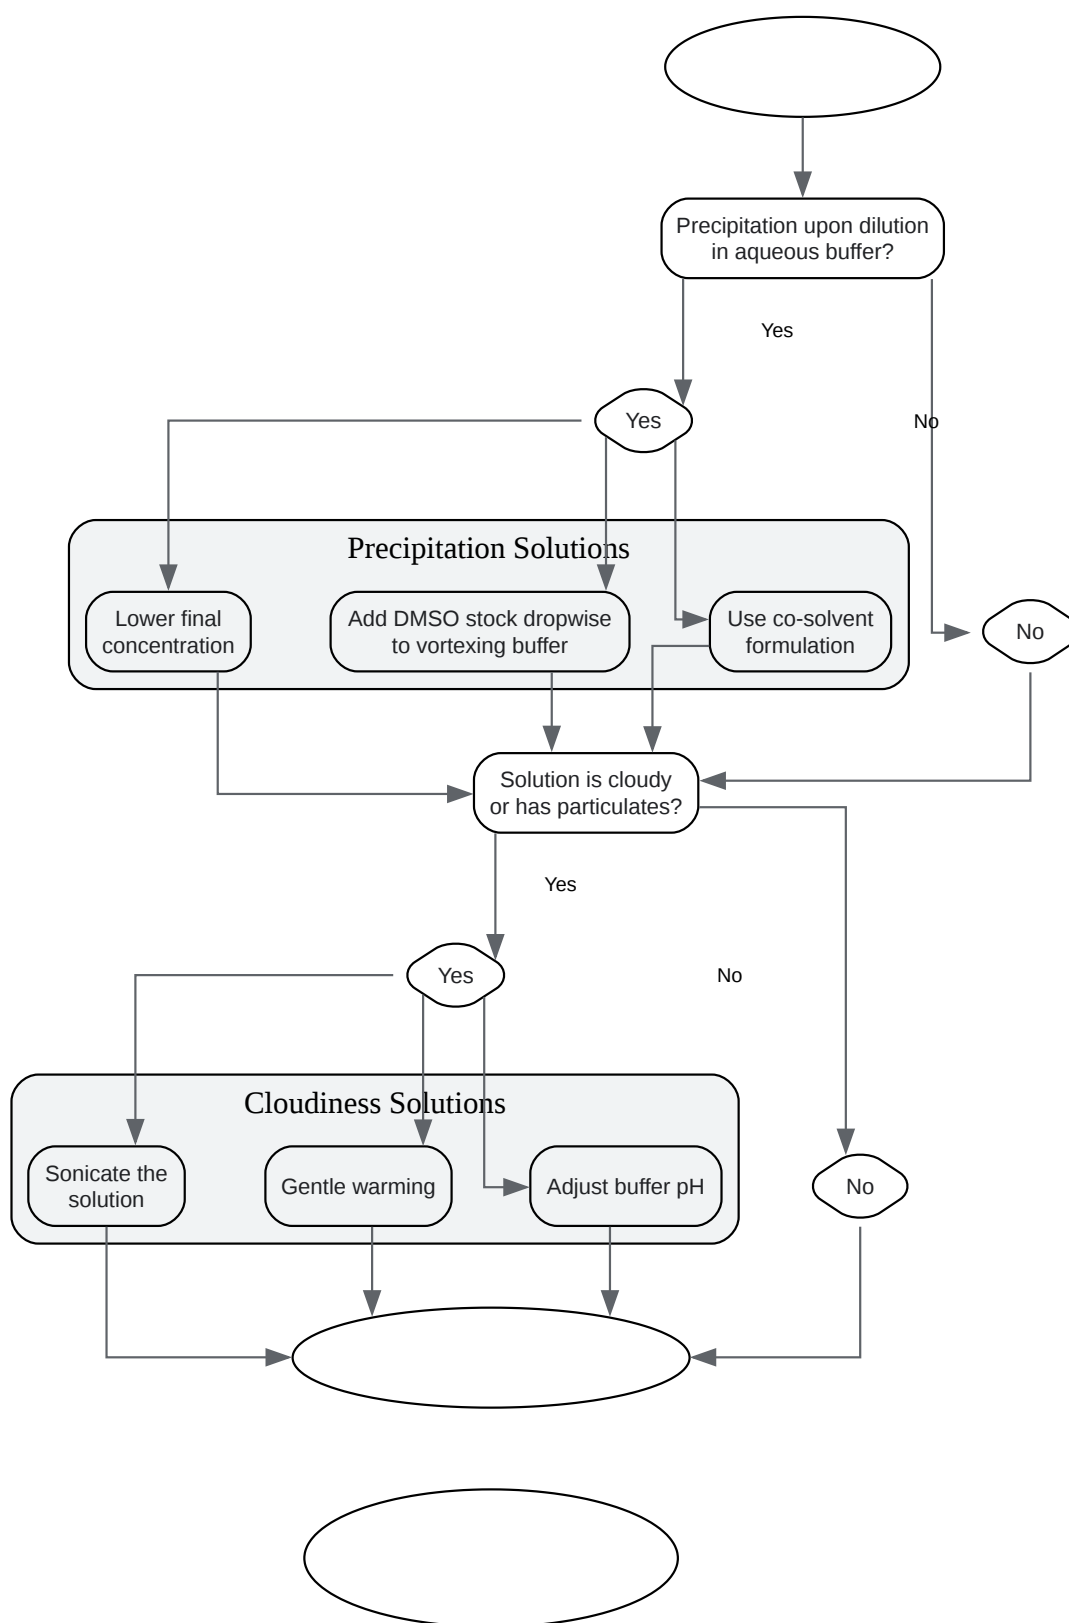 Precipitation upon dilution
in aqueous buffer?
Yes
Yes
No
Precipitation Solutions
Lower final
concentration
Add DMSO stock dropwise
to vortexing buffer
Use co-solvent
formulation
No
Solution is cloudy
or has particulates?
Yes
Yes
No
Cloudiness Solutions
Sonicate the
solution
Gentle warming
Adjust buffer pH
No